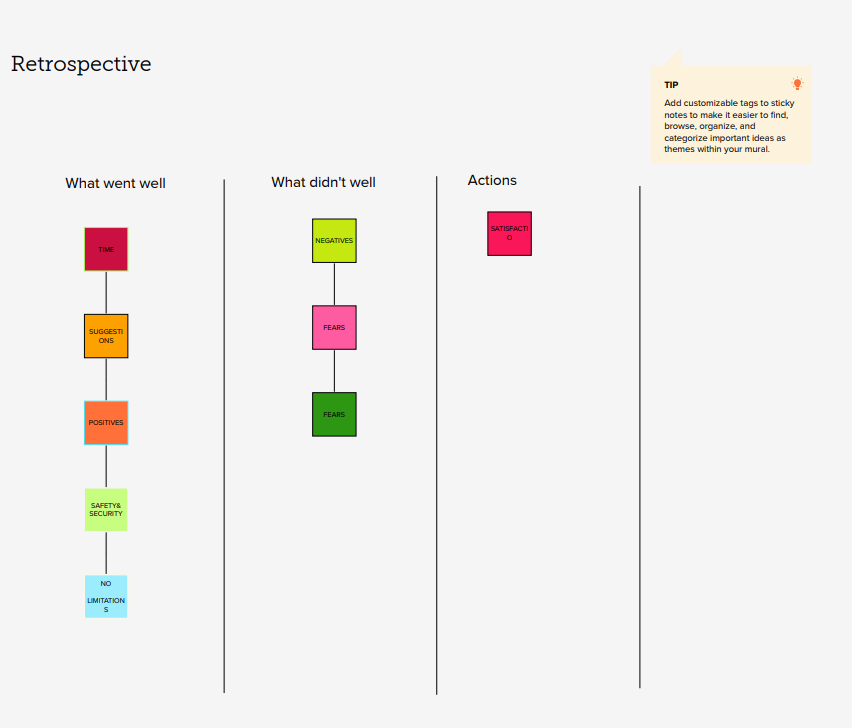 Retrospective
TIP
Add customizable tags to sticky
notes to make it easier to find,
browse, organize, and
categorize important ideas as
themes within your mural.
What went well
What didn't well
Actions
TIME
SUGGESTI
ONS
POSITIVES
SAFETY&
SECURITY
NO
LIMITATION
S
NEGATIVES
FEARS
FEARS
SATISFACTI
O